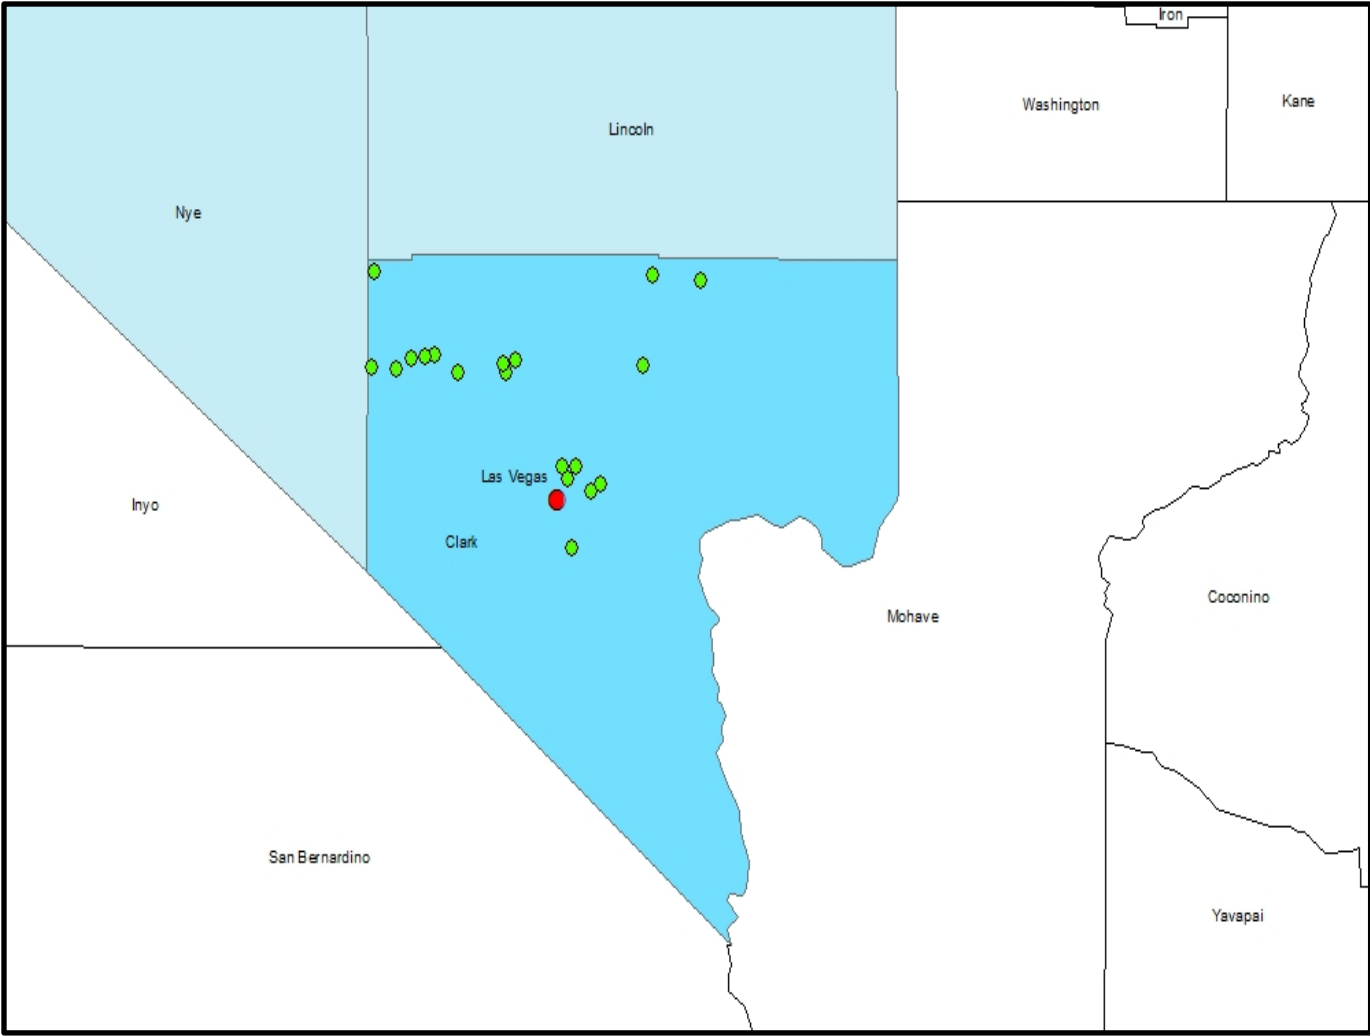 Iron
Kane
Washington
Lincoln
Nye
Las Vegas
Inyo
Clark
Coconino
Mohave
San Bernardino
Yavapai